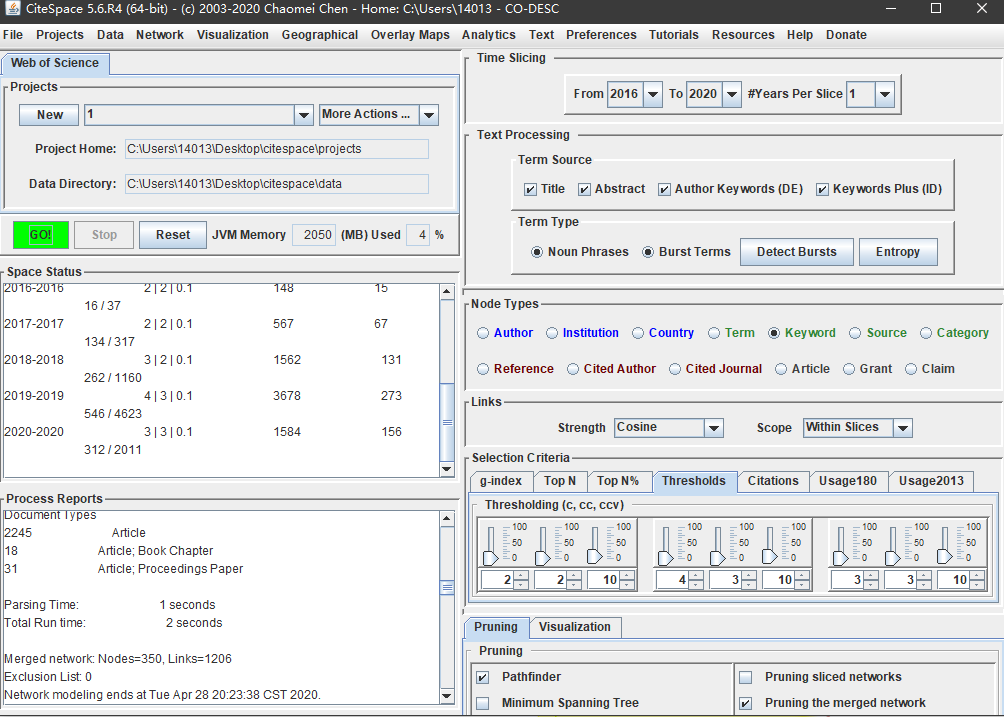 CiteSpace 5.6.R4 (64-bit) - (c) 2003-2020 Chaomei Chen - Home: C:\Users\14013 - CO-DESC
File Projects Data Network Visualization Geographical Overlay Maps Analytics Text Preferences Tutorials Resources Help Donate
Web of Science
Projects
New 1 More Actions ...
Project Home: C:\Users\14013\Desktop\citespace\projects
Data Directory: C:\Users\14013\Desktop\citespace\data
GO! Stop Reset JVM Memory 2050 (MB) Used 4 %
Space Status
2016-2016 2 | 2 | 0.1 148 15
16 / 37
2017-2017 2 | 2 | 0.1 567 67
134 / 317
2018-2018 3 | 2 | 0.1 1562 131
262 / 1160
2019-2019 4 | 3 | 0.1 3678 273
546 / 4623
2020-2020 3 | 3 | 0.1 1584 156
312 / 2011
Process Reports
Document Types
2245 Article
18 Article; Book Chapter
31 Article; Proceedings Paper
Parsing Time: 1 seconds
Total Run time: 2 seconds
Merged network: Nodes=350, Links=1206
Exclusion List: 0
Network modeling ends at Tue Apr 28 20:23:38 CST 2020.
Time Slicing
From 2016 To 2020 #Years Per Slice 1
Text Processing
Term Source
Title Abstract Author Keywords (DE) Keywords Plus (ID)
Term Type
Noun Phrases Burst Terms Detect Bursts Entropy
Node Types
Author Institution Country Term Keyword Source Category
Reference Cited Author Cited Journal Article Grant Claim
Links
Strength Cosine Scope Within Slices
Selection Criteria
g-index Top N Top N% Thresholds Citations Usage180 Usage2013
Thresholding (c, cc, ccv)
100 100 100 100 100 100 100 100 100
50 50 50 50 50 50 50 50 50
0 0 0 0 0 0 0 0 0
2 2 10 4 3 10 3 3 10
Pruning Visualization
Pruning
Pathfinder Pruning sliced networks
Minimum Spanning Tree Pruning the merged network